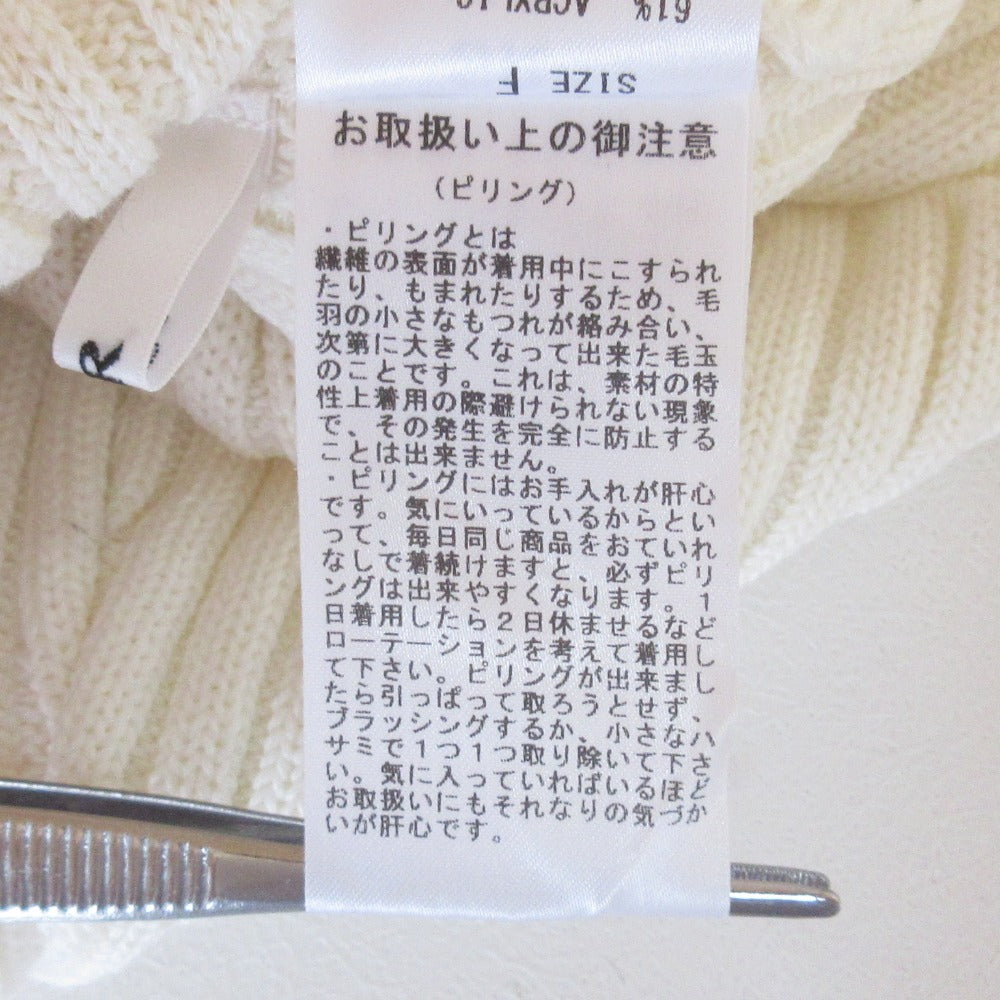 61% ACRYLIC
SIZE F
お取扱い上の御注意
(ピリング)
・ピリングとは
繊維の表面が着用中にこすられ
たり、もまれたりするため、毛
羽の小さなもつれが絡み合い、
次第に大きくなって出来た毛玉
のことです。これは、素材の特
性上着用の際避けられない現象
で、その発生を完全に防止する
ことは出来ません。
・ピリングにはお手入れが肝心
です。気にいっているからとい
って、毎日同じ商品をおてい
なしで着続けますと、必ずピリ
ングは出来やすくなります。1
日着用したら2日休ませるなど
ローテーションを考えて着用し
て下さい。ピリングが出来まし
たら引っぱって取ろうとせず、
ブラッシングするか、小さなハ
サミで1つ1つ取り除いて下さ
い。気に入っていればいるほど
お取扱いにもそれなりの気づか
いが肝心です。
R